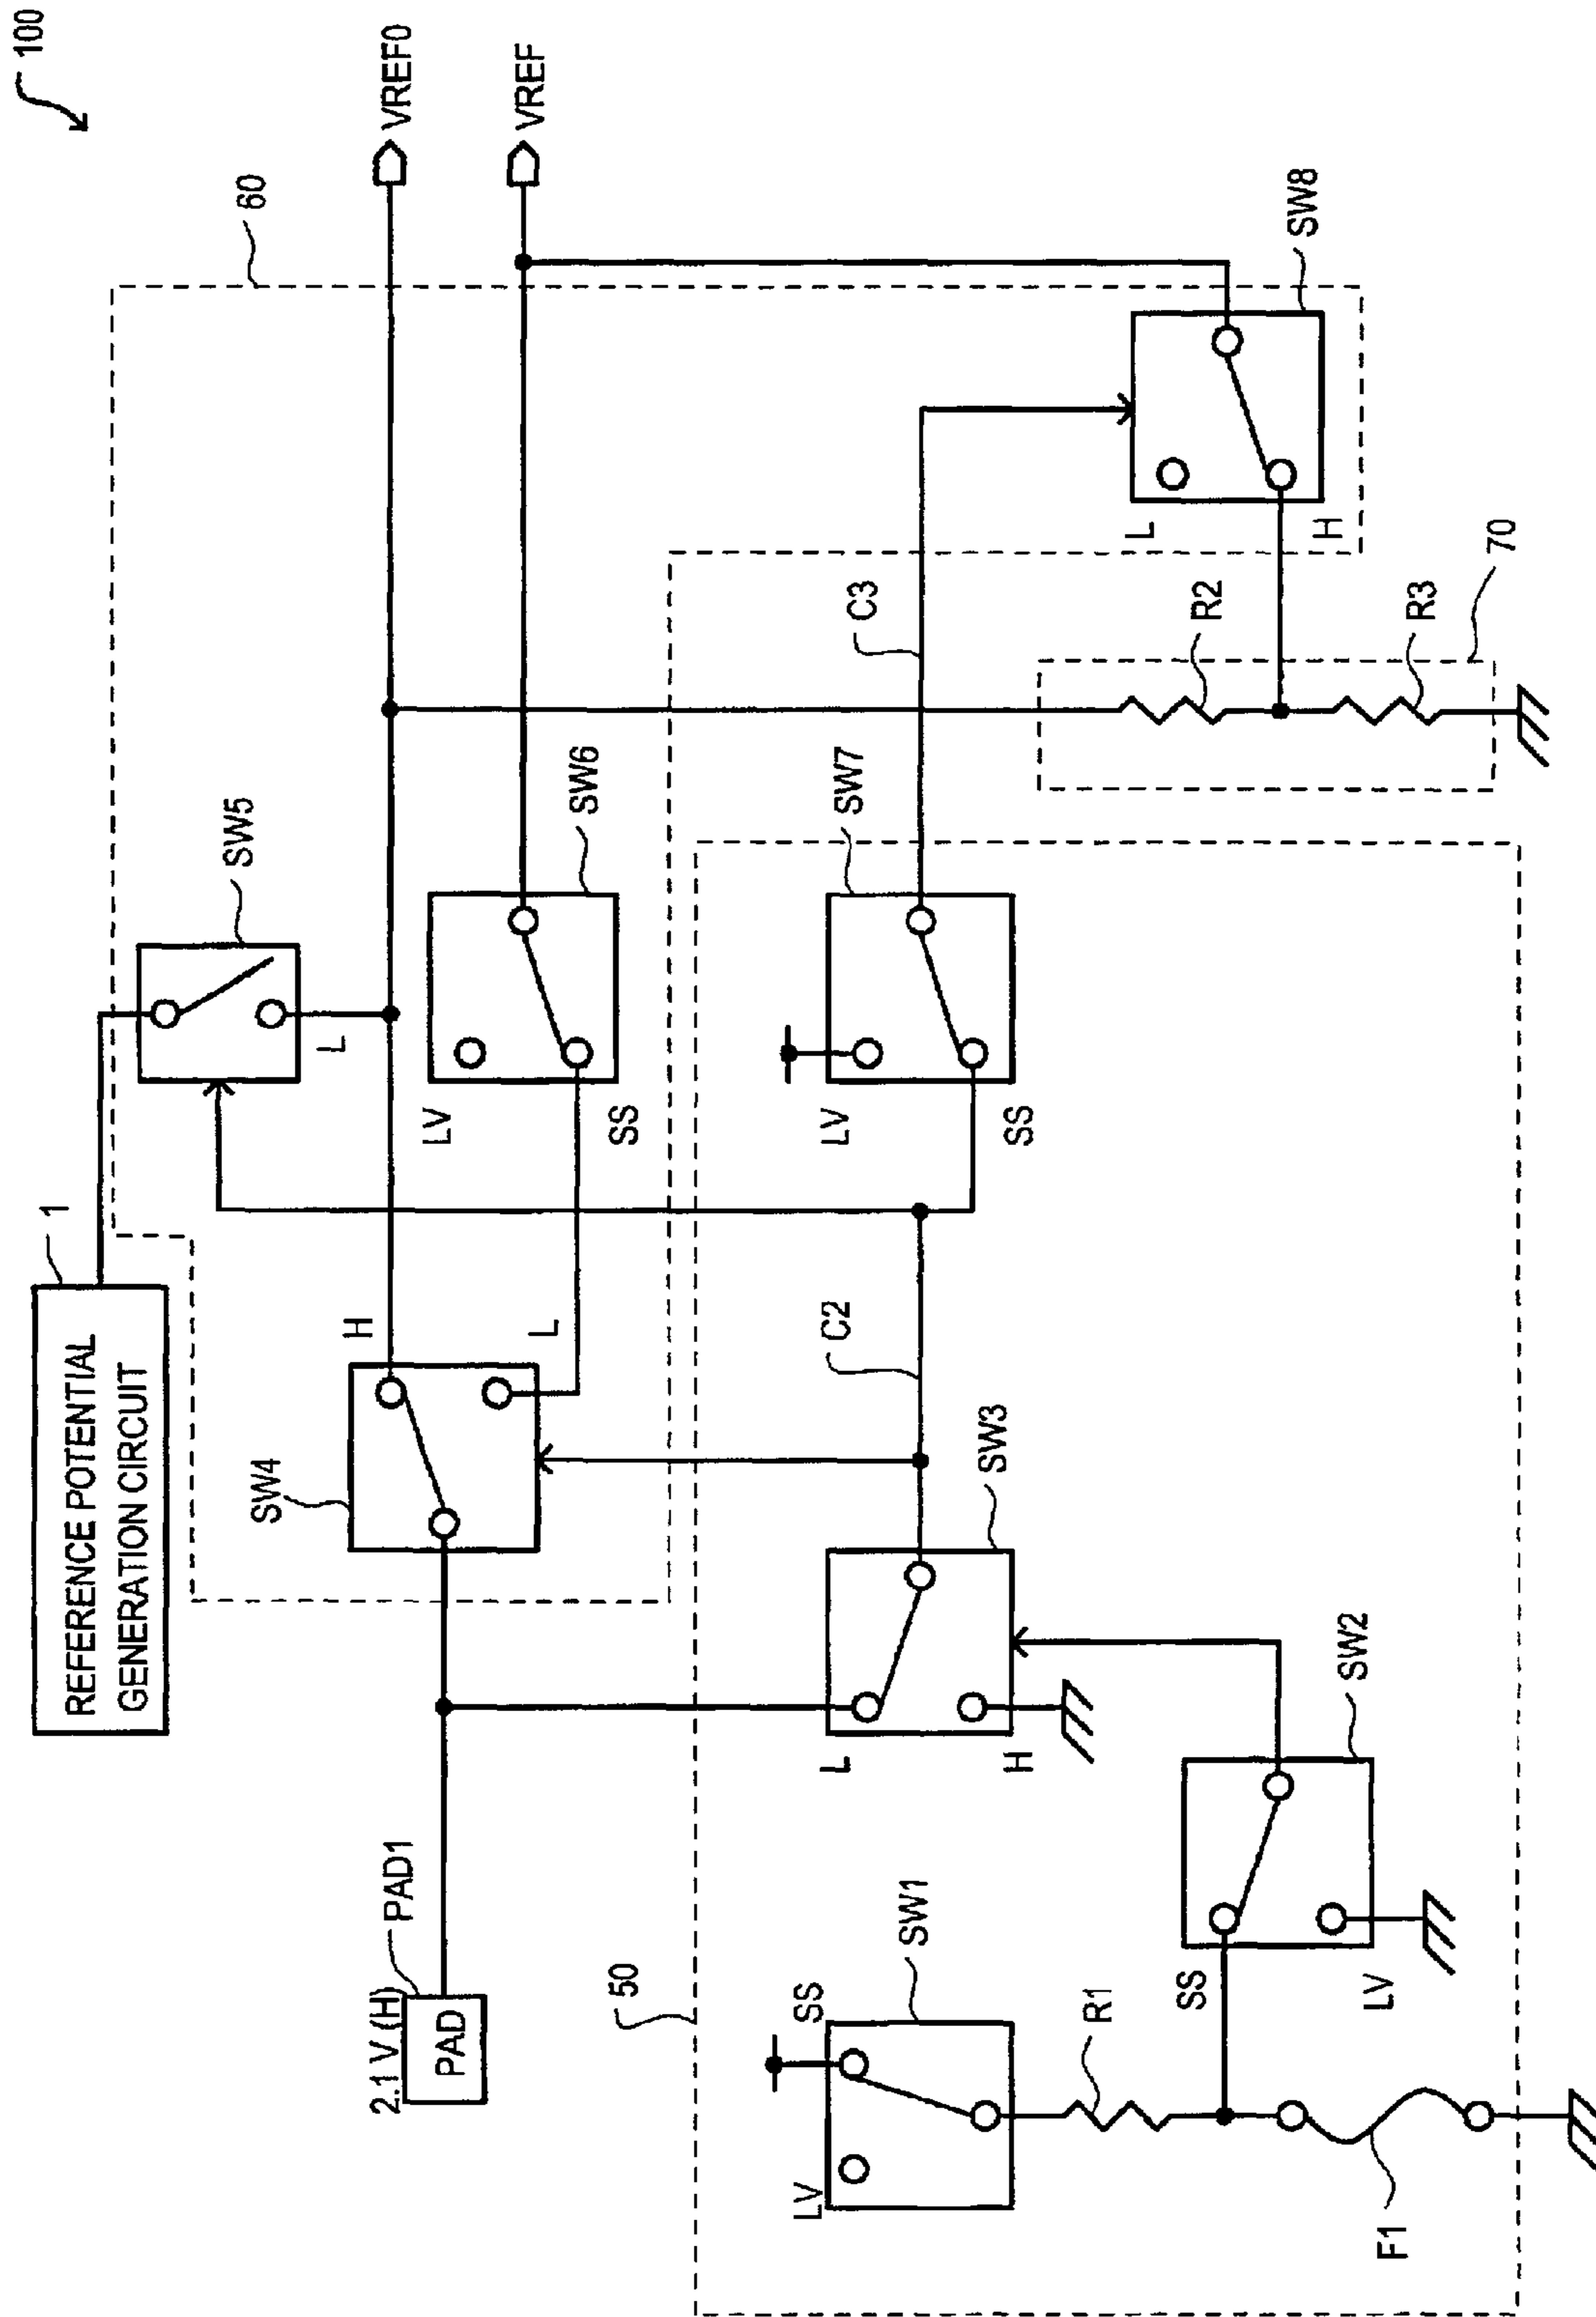 100
REFERENCE POTENTIAL
GENERATION CIRCUIT
1
60
VREF0
VREF
SW5
L
SW4
H
L
SW6
LV
SS
2.1 V (H)
PAD1
PAD
50
SW1
SS
LV
R1
F1
SW2
SS
LV
SW3
L
H
C2
SW7
LV
SS
C3
SW8
L
H
R2
R3
70